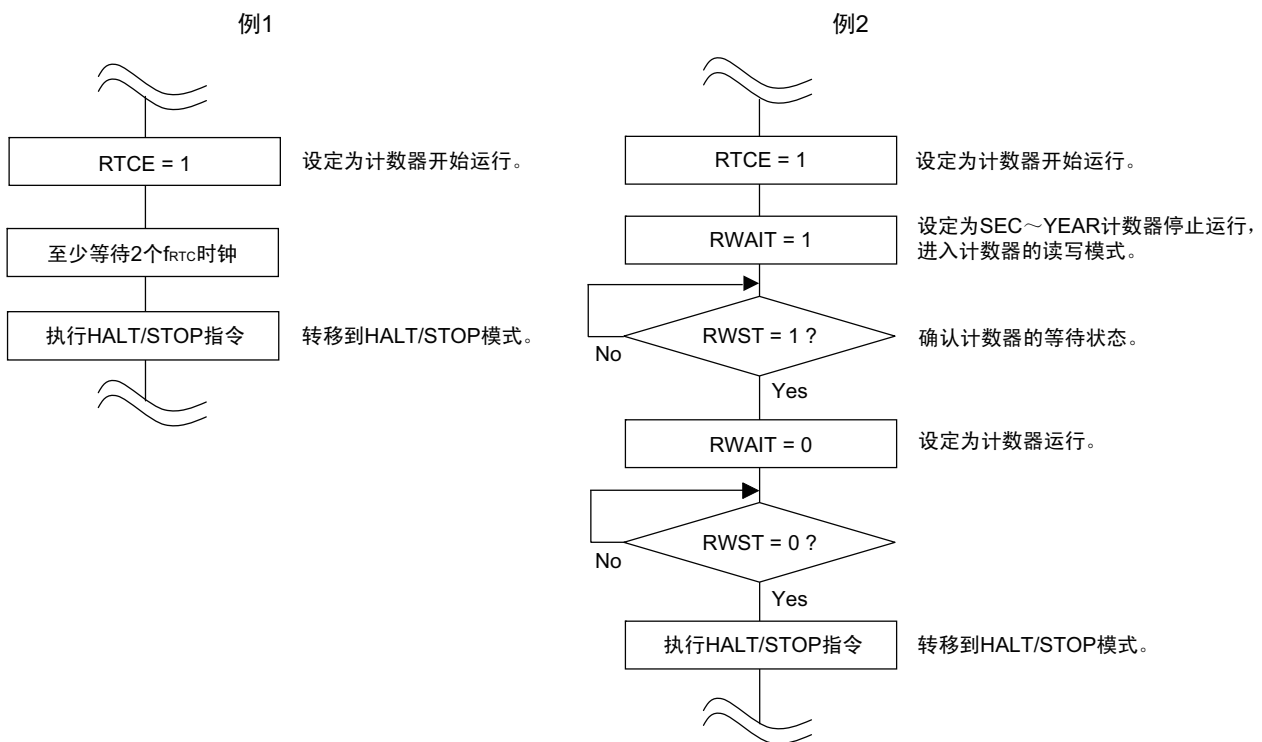 例1
RTCE = 1
设定为计数器开始运行。
至少等待2个fRTC时钟
执行HALT/STOP指令
转移到HALT/STOP模式。
例2
RTCE = 1
设定为计数器开始运行。
RWAIT = 1
设定为SEC～YEAR计数器停止运行，
进入计数器的读写模式。
RWST = 1 ?
确认计数器的等待状态。
No
Yes
RWAIT = 0
设定为计数器运行。
RWST = 0 ?
No
Yes
执行HALT/STOP指令
转移到HALT/STOP模式。